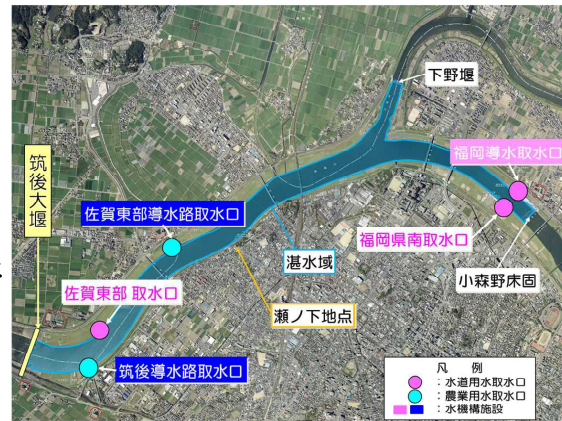 下野堰
福岡導水取水口
筑後大堰
佐賀東部導水路取水口
福岡県南取水口
湛水域
小森野床固
佐賀東部 取水口
瀬ノ下地点
筑後導水路取水口
凡 例
：水道用水取水口
：農業用水取水口
：水機構施設